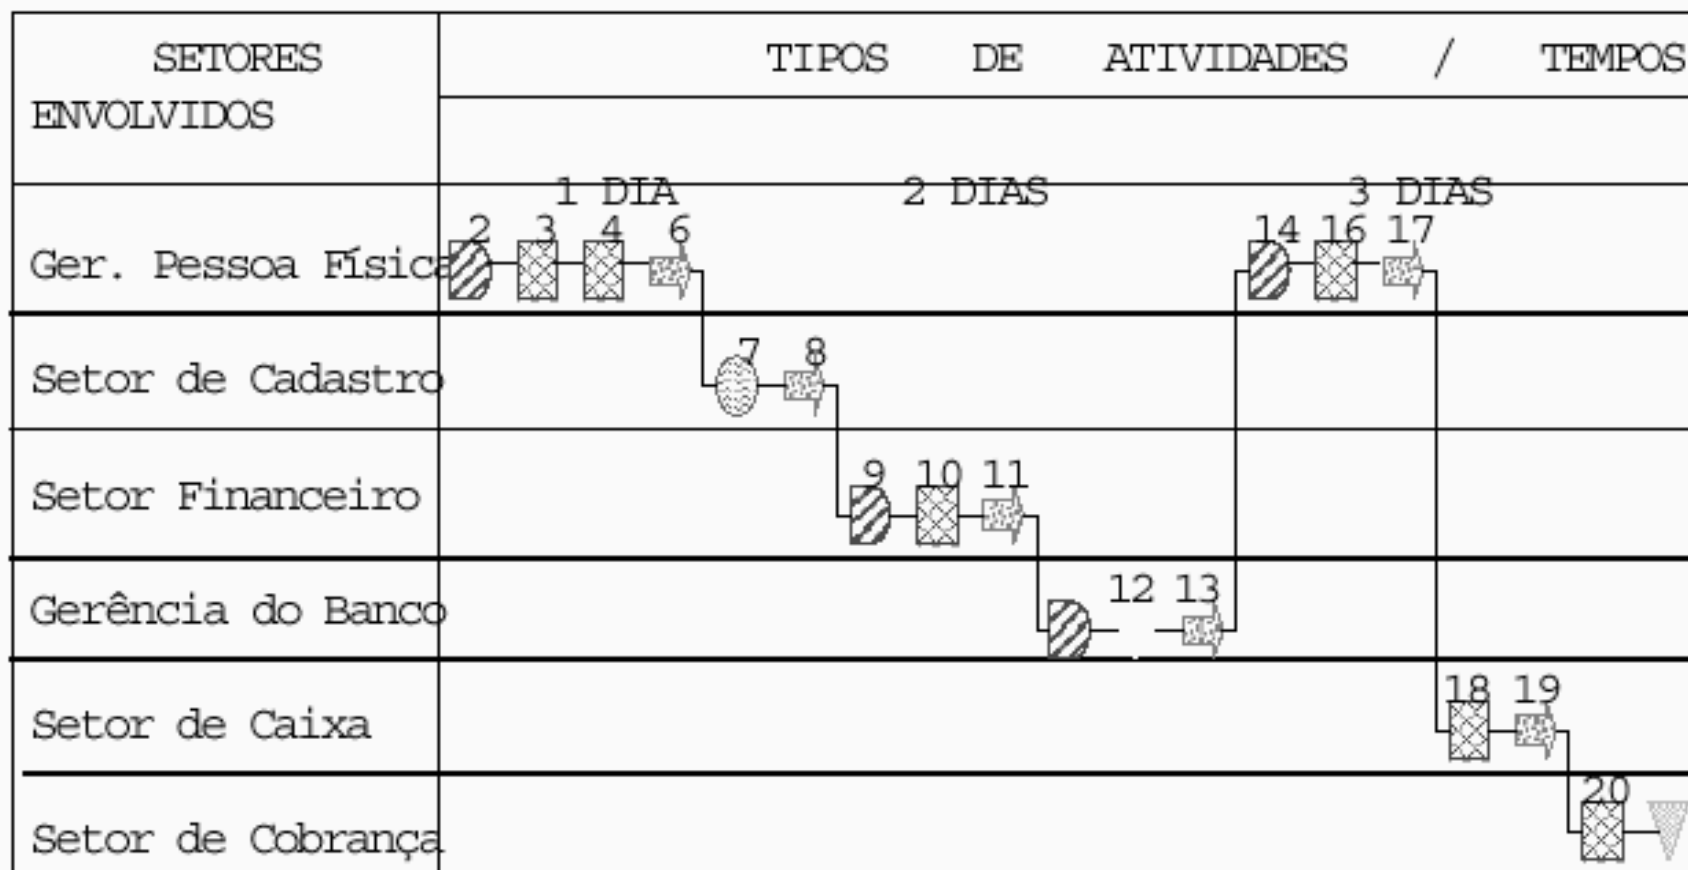 SETORES
ENVOLVIDOS
TIPOS DE ATIVIDADES / TEMPOS
1 DIA 2 DIAS 3 DIAS
2 3 4 6 14 16 17
Ger. Pessoa Física
7 8
Setor de Cadastro
9 10 11
Setor Financeiro
12 13
Gerência do Banco
18 19
Setor de Caixa
20
Setor de Cobrança